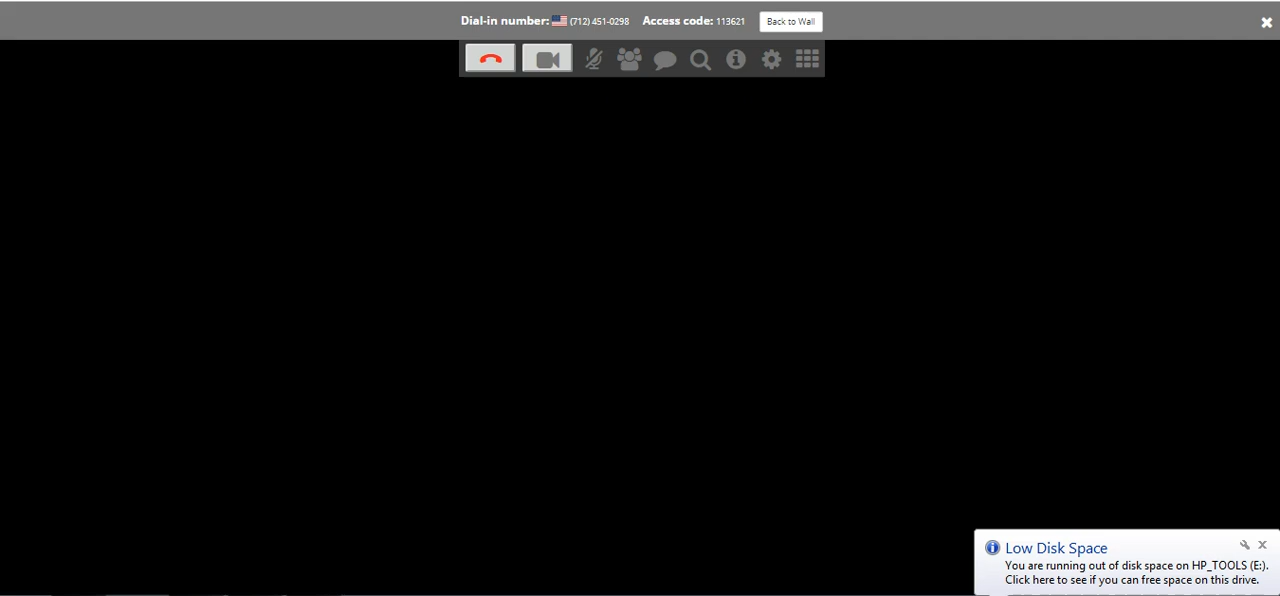 Dial-in number: (712) 451-0298 Access code: 113621 Back to Wall
Low Disk Space
You are running out of disk space on HP_TOOLS (E:).
Click here to see if you can free space on this drive.